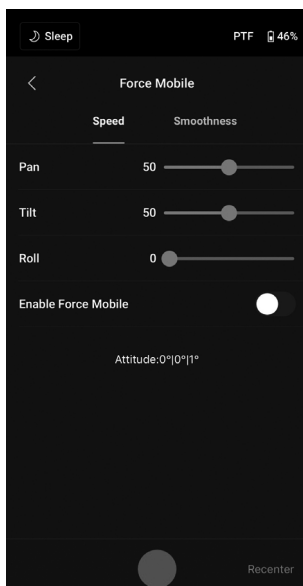 Sleep PTF 46%
Force Mobile
Speed Smoothness
Pan 50
Tilt 50
Roll 0
Enable Force Mobile
Attitude:0°|0°|1°
Recenter